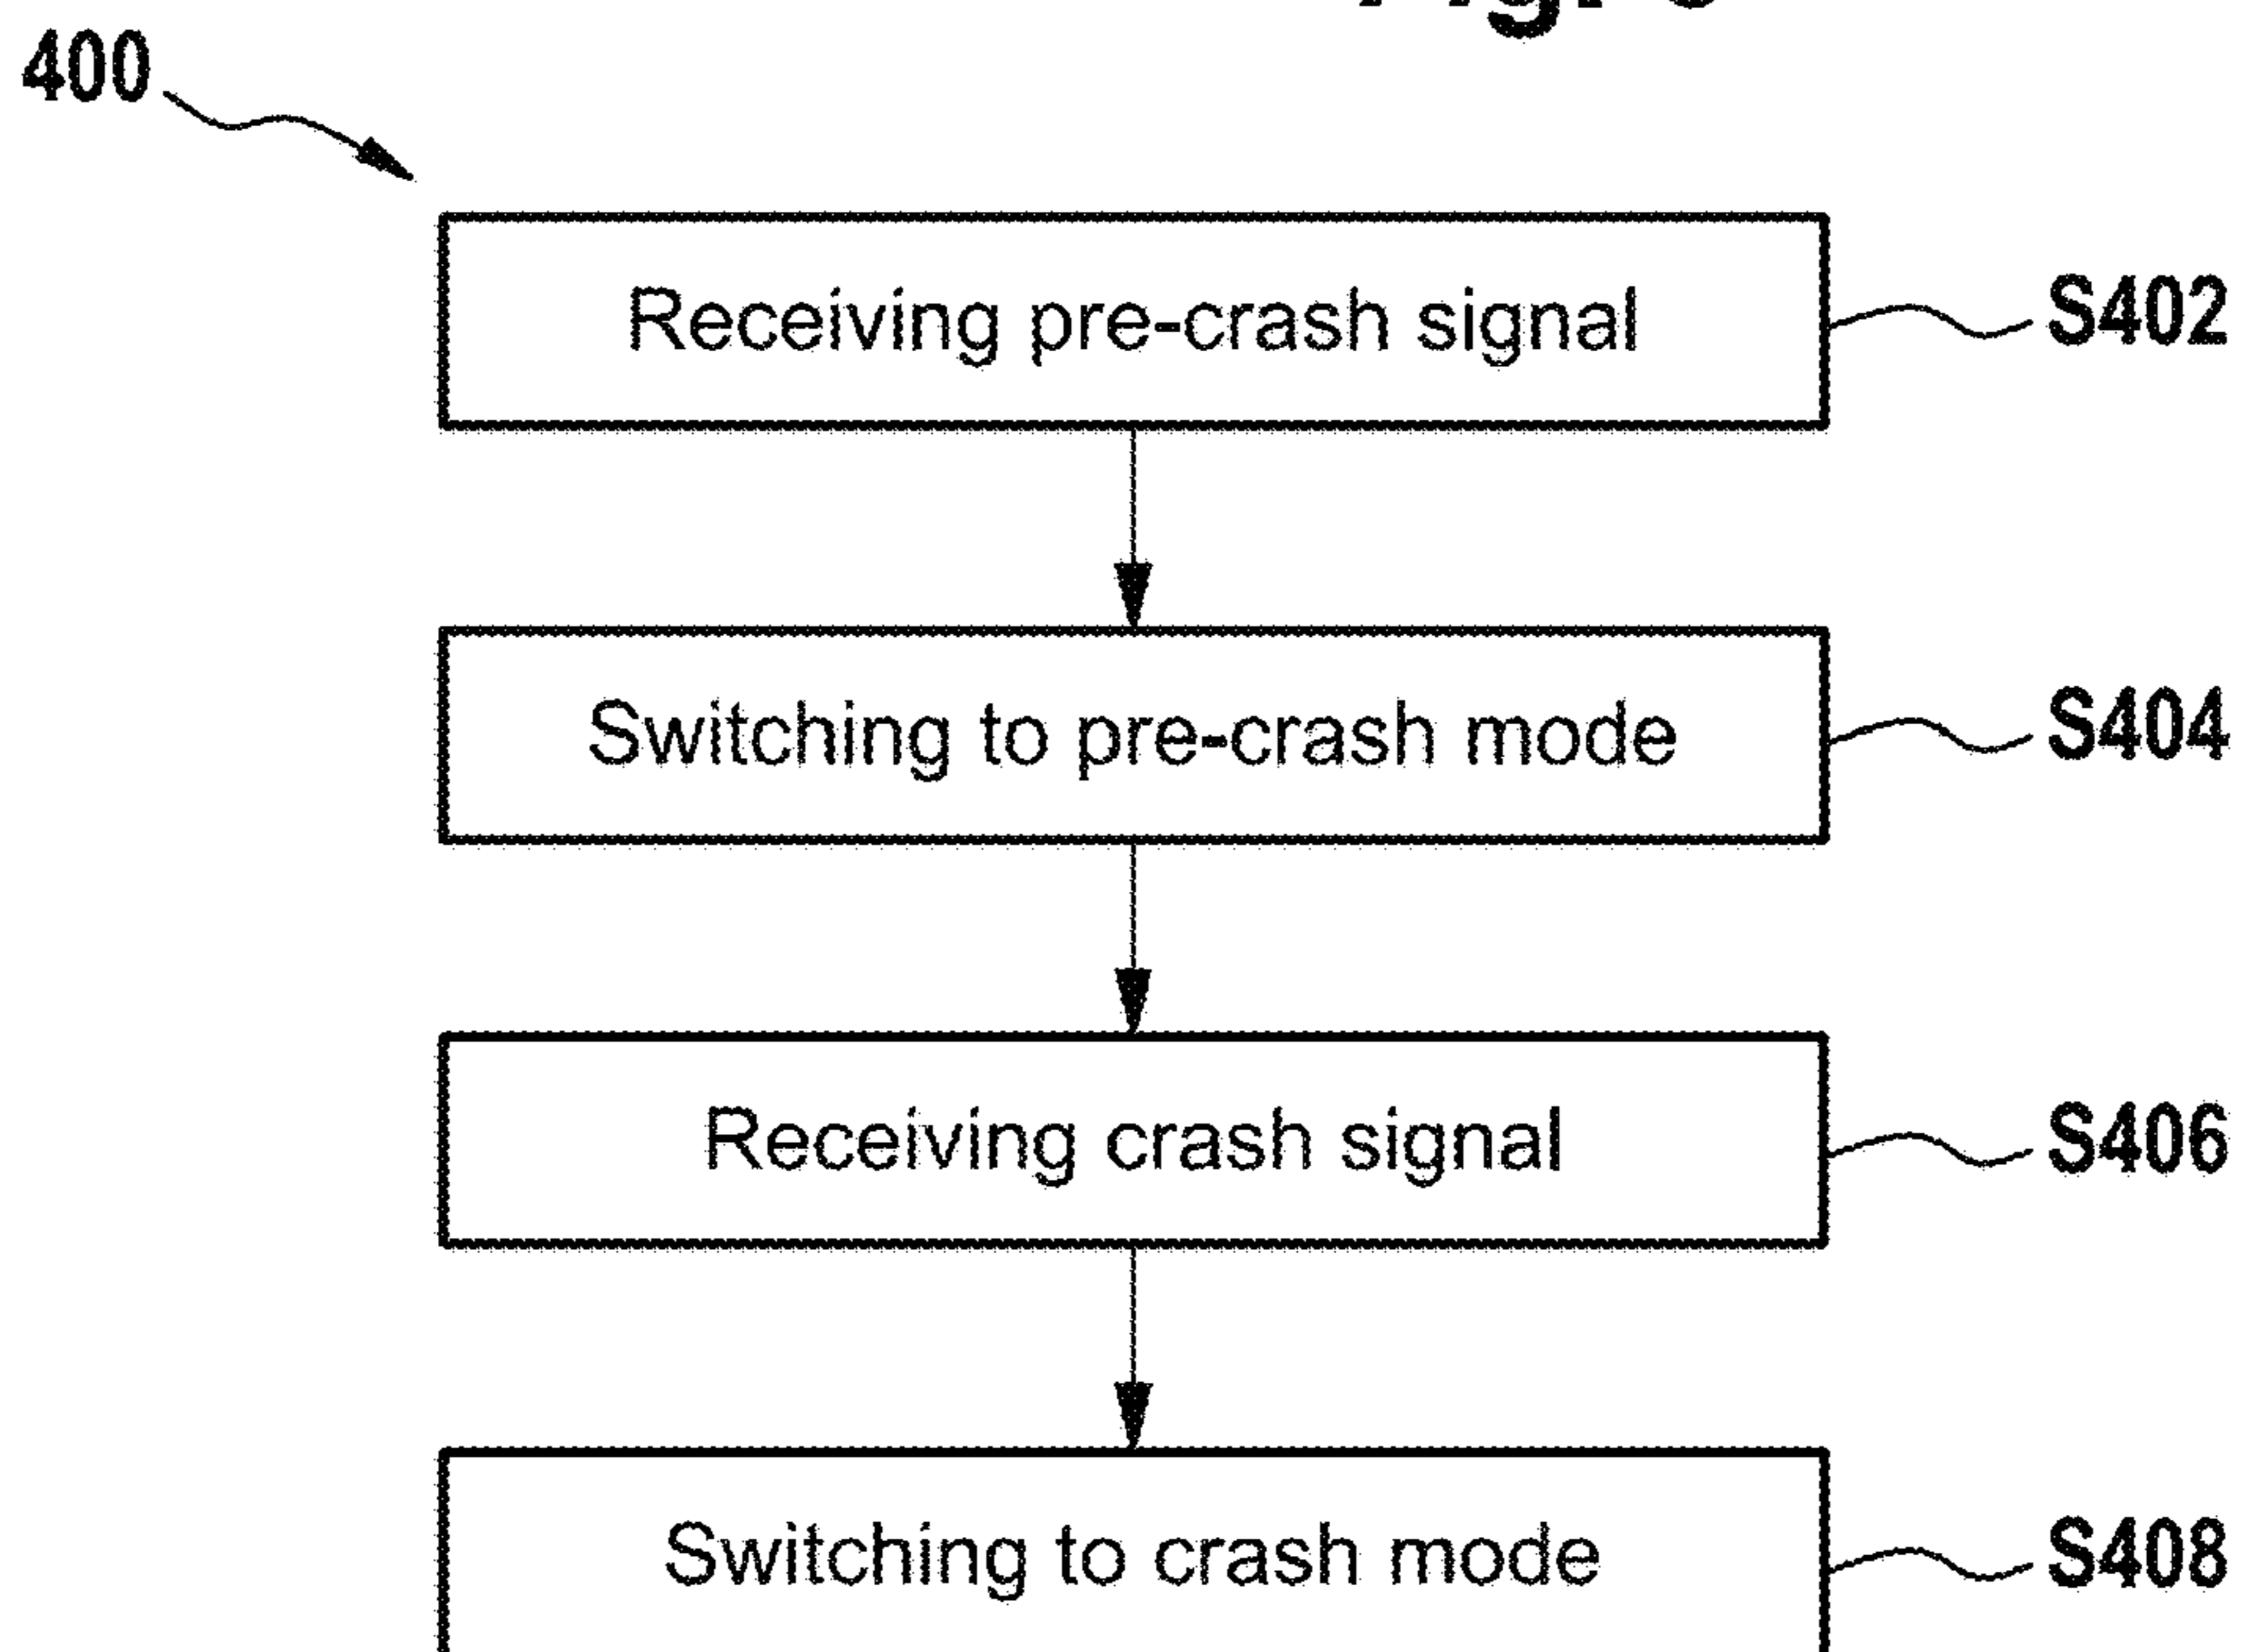 400
Receiving pre-crash signal
S402
Switching to pre-crash mode
S404
Receiving crash signal
S406
Switching to crash mode
S408